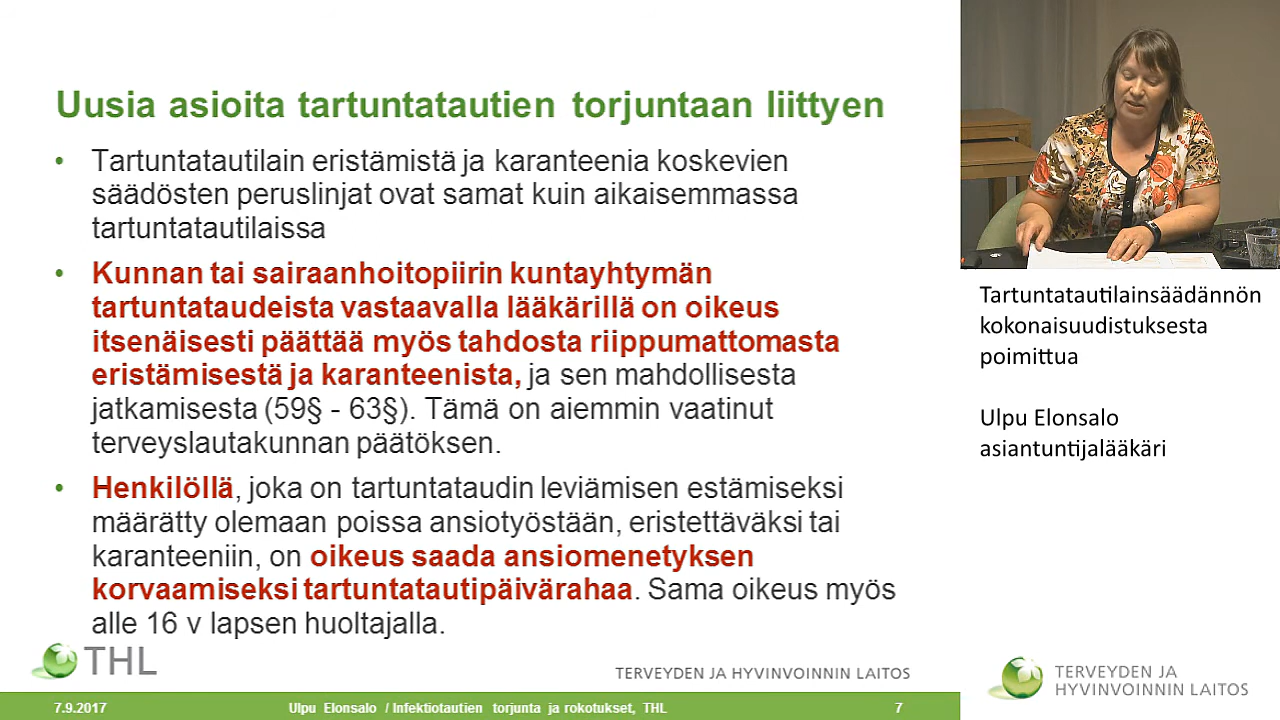 Uusia asioita tartuntatautien torjuntaan liittyen
• Tartuntatautilain eristämistä ja karanteenia koskevien
säädösten peruslinjat ovat samat kuin aikaisemmassa
tartuntatautilaissa
• Kunnan tai sairaanhoitopiirin kuntayhtymän
tartuntataudeista vastaavalla lääkärillä on oikeus
itsenäisesti päättää myös tahdosta riippumattomasta
eristämisestä ja karanteenista, ja sen mahdollisesta
jatkamisesta (59§ - 63§). Tämä on aiemmin vaatinut
terveyslautakunnan päätöksen.
• Henkilöllä, joka on tartuntataudin leviämisen estämiseksi
määrätty olemaan poissa ansiotyöstään, eristettäväksi tai
karanteeniin, on oikeus saada ansiomenetyksen
korvaamiseksi tartuntatautipäivärahaa. Sama oikeus myös
alle 16 v lapsen huoltajalla.
THL
TERVEYDEN JA HYVINVOINNIN LAITOS
7.9.2017
Ulpu Elonsalo / Infektiotautien torjunta ja rokotukset, THL
7
Tartuntatautilainsäädännön
kokonaisuudistuksesta
poimittua
Ulpu Elonsalo
asiantuntijalääkäri
TERVEYDEN JA
HYVINVOINNIN LAITOS